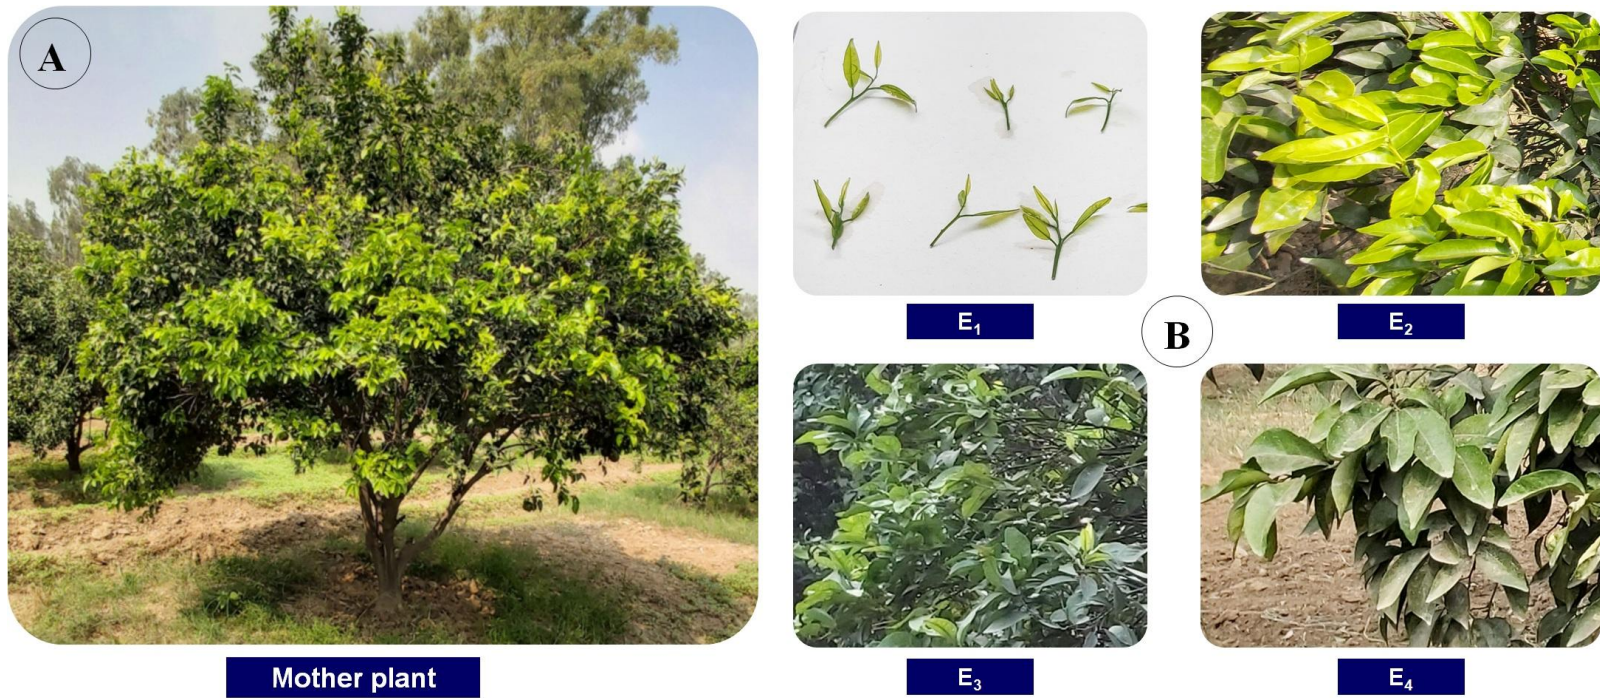 A
Mother plant
E₁
E₂
B
E₃
E₄